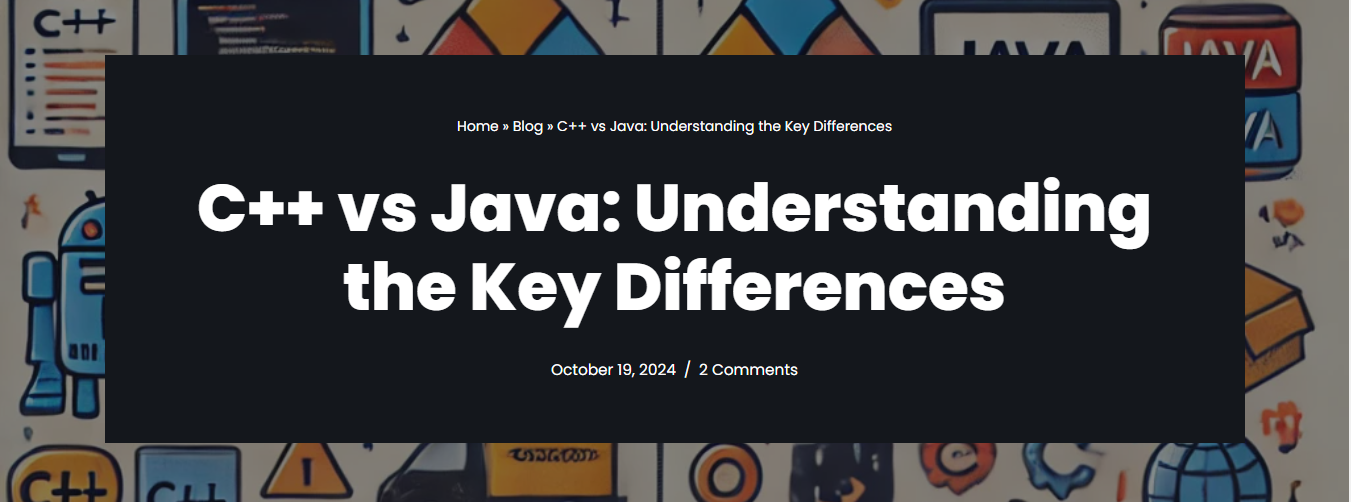 C++
JAVA
JAVA
Home » Blog » C++ vs Java: Understanding the Key Differences
C++ vs Java: Understanding
the Key Differences
October 19, 2024 / 2 Comments
C++
C++